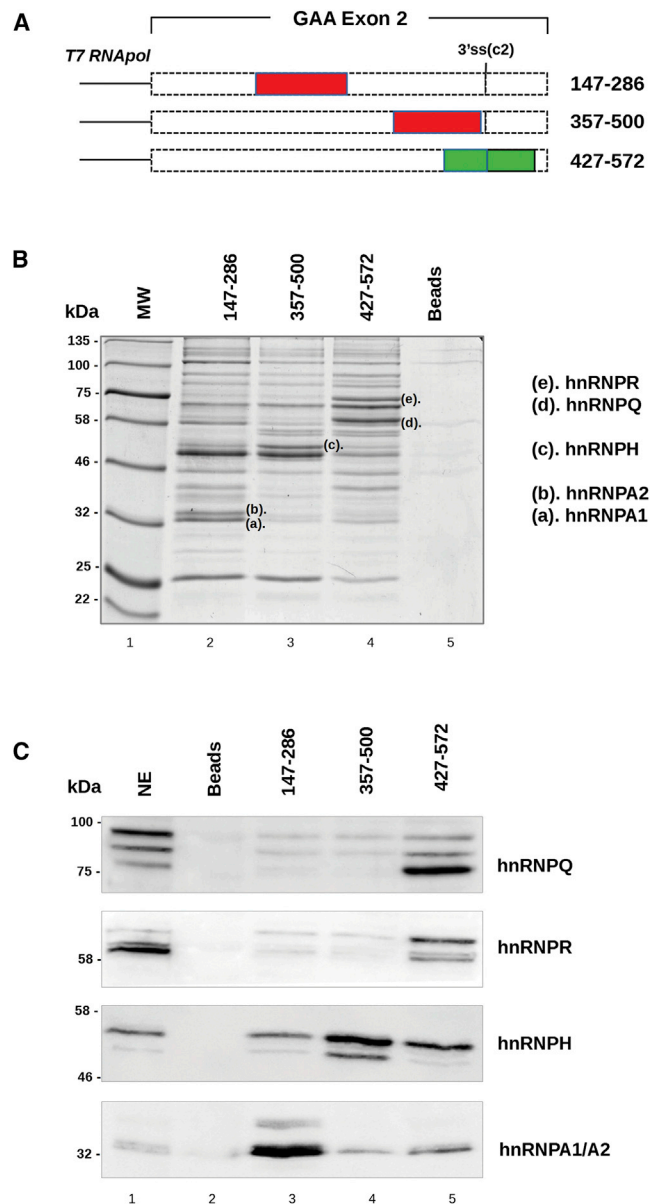 A
GAA Exon 2
T7 RNApol
3'ss(c2)
147-286
357-500
427-572
B
kDa
MW
147-286
357-500
427-572
Beads
135 -
100 -
75 -
58 -
46 -
32 -
25 -
22 -
(e).
(d).
(c).
(b).
(a).
(e). hnRNPR
(d). hnRNPQ
(c). hnRNPH
(b). hnRNPA2
(a). hnRNPA1
1 2 3 4 5
C
kDa
NE
Beads
147-286
357-500
427-572
100 -
75 -
hnRNPQ
58 -
hnRNPR
58 -
46 -
hnRNPH
32 -
hnRNPA1/A2
1 2 3 4 5